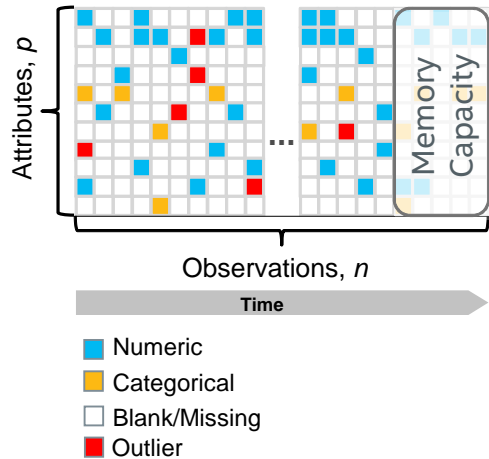 Attributes, p
...
Memory
Capacity
Observations, n
Time
Numeric
Categorical
Blank/Missing
Outlier